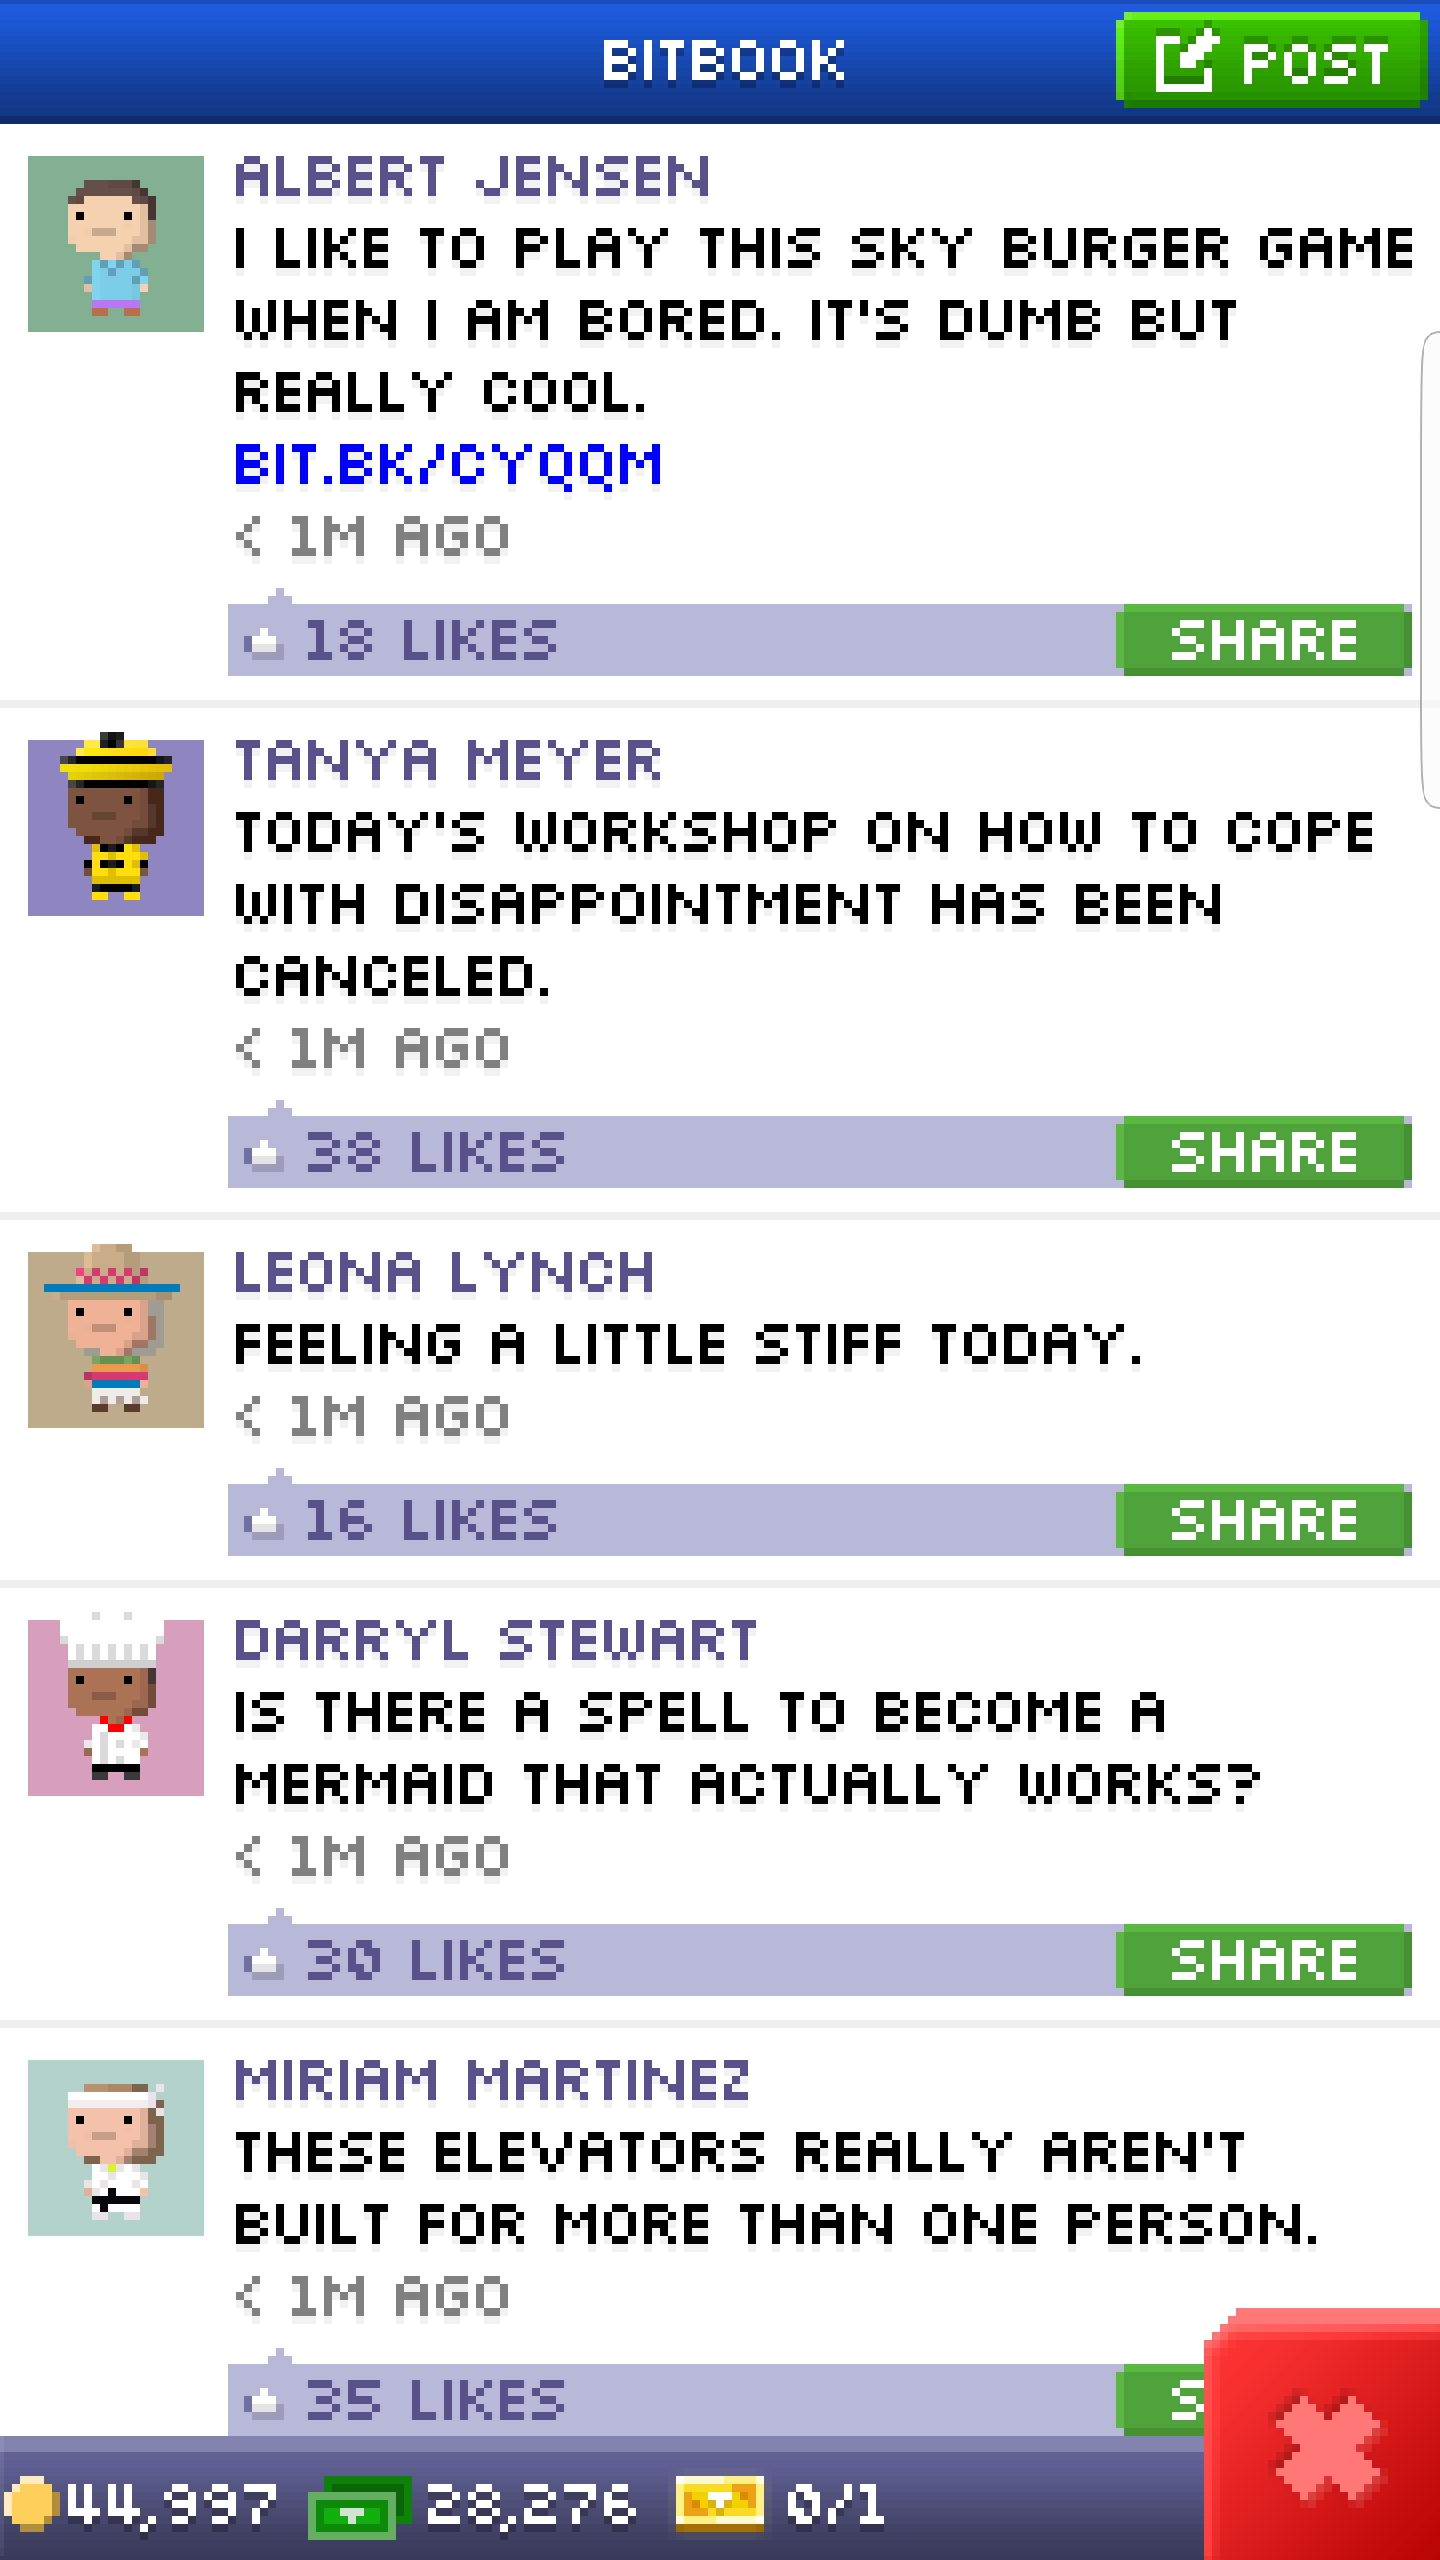 BITBOOK
POST
ALBERT JENSEN
I LIKE TO PLAY THIS SKY BURGER GAME
WHEN I AM BORED. IT'S DUMB BUT
REALLY COOL.
BIT.BK/CYQQM
< 1M AGO
18 LIKES
SHARE
TANYA MEYER
TODAY'S WORKSHOP ON HOW TO COPE
WITH DISAPPOINTMENT HAS BEEN
CANCELED.
< 1M AGO
38 LIKES
SHARE
LEONA LYNCH
FEELING A LITTLE STIFF TODAY.
< 1M AGO
16 LIKES
SHARE
DARRYL STEWART
IS THERE A SPELL TO BECOME A
MERMAID THAT ACTUALLY WORKS?
< 1M AGO
30 LIKES
SHARE
MIRIAM MARTINEZ
THESE ELEVATORS REALLY AREN'T
BUILT FOR MORE THAN ONE PERSON.
< 1M AGO
35 LIKES
S
44,997
28,276
0/1